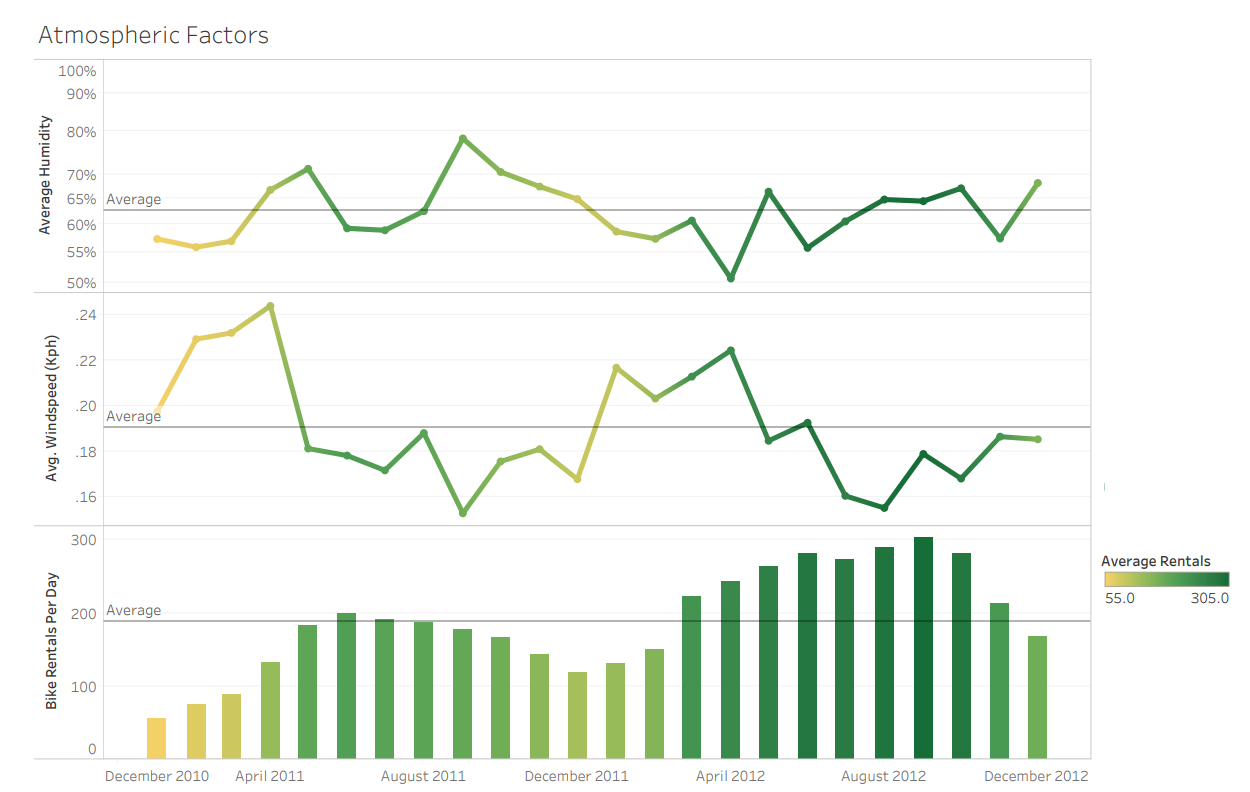 Atmospheric Factors
Average Humidity
100%
90%
80%
70%
65%
60%
55%
50%
Average
Avg. Windspeed (Kph)
.24
.22
.20
.18
.16
Average
Bike Rentals Per Day
300
200
100
0
Average
December 2010 April 2011 August 2011 December 2011 April 2012 August 2012 December 2012
Average Rentals
55.0 305.0